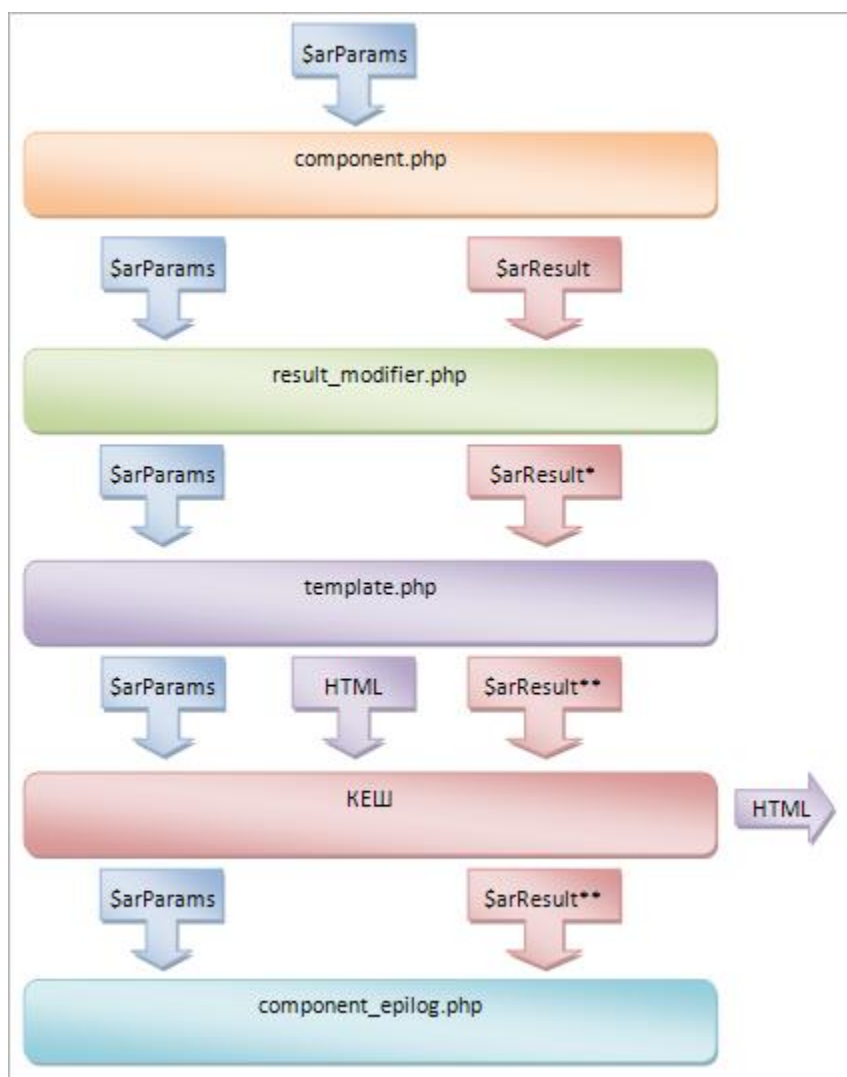 $arParams
component.php
$arParams $arResult
result_modifier.php
$arParams $arResult*
template.php
$arParams HTML $arResult**
КЕШ
HTML
$arParams $arResult**
component_epilog.php